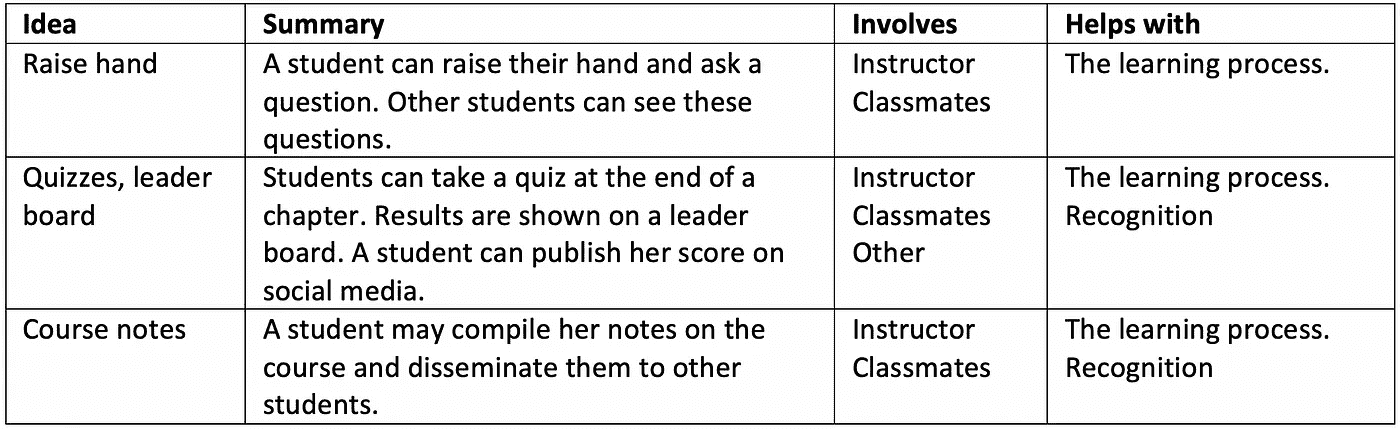 Idea Summary Involves Helps with
Raise hand
A student can raise their hand and ask a
question. Other students can see these
questions.
Instructor
Classmates
The learning process.
Quizzes, leader
board
Students can take a quiz at the end of a
chapter. Results are shown on a leader
board. A student can publish her score on
social media.
Instructor
Classmates
Other
The learning process.
Recognition
Course notes
A student may compile her notes on the
course and disseminate them to other
students.
Instructor
Classmates
The learning process.
Recognition